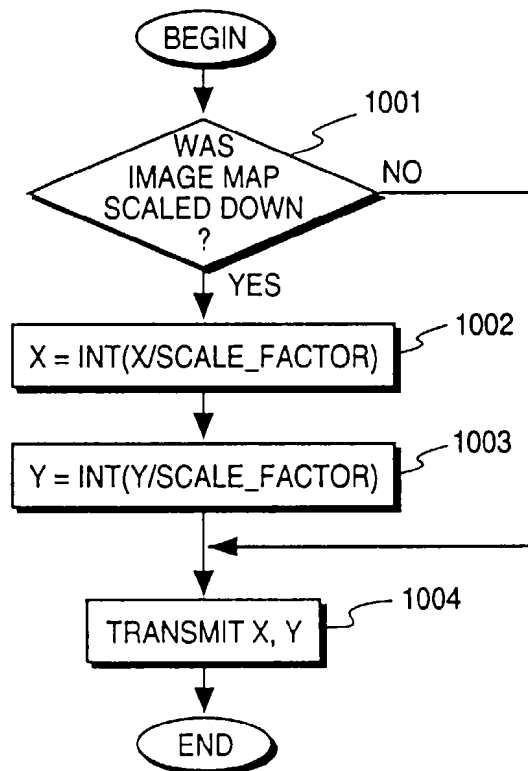 BEGIN
1001
WAS
IMAGE MAP
SCALED DOWN
?
NO
YES
1002
X = INT(X/SCALE_FACTOR)
1003
Y = INT(Y/SCALE_FACTOR)
1004
TRANSMIT X, Y
END